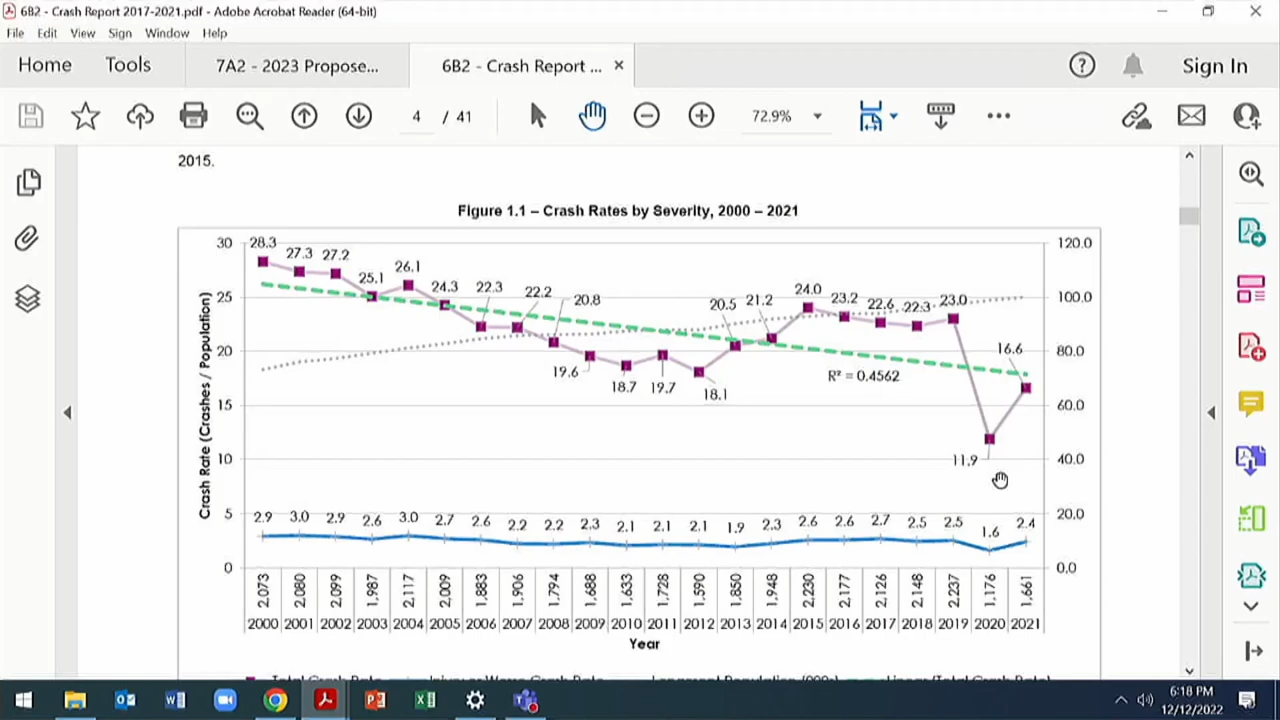 6B2 - Crash Report 2017-2021.pdf - Adobe Acrobat Reader (64-bit)
File Edit View Sign Window Help
Home Tools 7A2 - 2023 Propose... 6B2 - Crash Report ... × Sign In
4 / 41 72.9%
2015.
Figure 1.1 – Crash Rates by Severity, 2000 – 2021
Crash Rate (Crashes / Population)
30 25 20 15 10 5 0
28.3 27.3 27.2 25.1 26.1 24.3 22.3 22.2 20.8 19.6 18.7 19.7 18.1 20.5 21.2 24.0 23.2 22.6 22.3 23.0 11.9 16.6
R² = 0.4562
2.9 3.0 2.9 2.6 3.0 2.7 2.6 2.2 2.2 2.3 2.1 2.1 2.1 1.9 2.3 2.6 2.6 2.7 2.5 2.5 1.6 2.4
120.0 100.0 80.0 60.0 40.0 20.0 0.0
2,073 2,080 2,099 1,987 2,117 2,009 1,883 1,906 1,794 1,688 1,633 1,728 1,590 1,850 1,948 2,230 2,177 2,126 2,148 2,237 1,176 1,661
2000 2001 2002 2003 2004 2005 2006 2007 2008 2009 2010 2011 2012 2013 2014 2015 2016 2017 2018 2019 2020 2021
Year
6:18 PM
12/12/2022